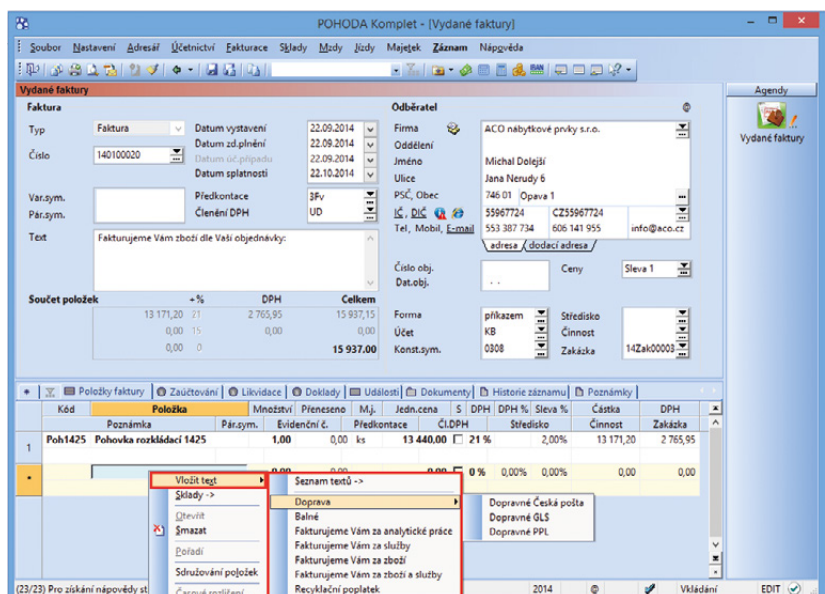 POHODA Komplet - [Vydané faktury]
Soubor Nastavení Adresář Účetnictví Fakturace Sklady Mzdy Jízdy Majetek Záznam Nápověda
Vydané faktury
Agendy
Vydané faktury
Faktura
Typ Faktura
Číslo 140100020
Datum vystavení 22.09.2014
Datum zd.plnění 22.09.2014
Datum úč.případu 22.09.2014
Datum splatnosti 22.10.2014
Var.sym.
Pár.sym.
Předkontace 3Fv
Členění DPH UD
Text Fakturujeme Vám zboží dle Vaší objednávky:
Součet položek +% DPH Celkem
13 171,20 21 2 765,95 15 937,15
0,00 15 0,00 0,00
0,00 0 15 937.00
Odběratel @
Firma ACO nábytkové prvky s.r.o.
Oddělení
Jméno Michal Dolejší
Ulice Jana Nerudy 6
PSČ, Obec 746 01 Opava 1
IČ, DIČ 55967724 CZ55967724
Tel, Mobil, E-mail 553 387 734 606 141 955 info@aco.cz
adresa dodací adresa
Číslo obj. Ceny Sleva 1
Dat.obj. . .
Forma příkazem Středisko
Účet KB Činnost
Konst.sym. 0308 Zakázka 14Zak00003
Položky faktury Zaúčtování Likvidace Doklady Události Dokumenty Historie záznamu Poznámky
Kód Položka Množství Přeneseno M.j. Jedn.cena S DPH DPH % Sleva % Částka DPH
Poznámka Pár.sym. Evidenční č. Předkontace Čl.DPH Středisko Činnost Zakázka
1 Poh1425 Pohovka rozkládací 1425 1,00 0,00 ks 13 440,00 21 % 2,00% 13 171,20 2 765,95
* 0,00 0,00 0,00 0 % 0,00% 0,00% 0,00 0,00
Vložit text
Sklady ->
Otevřít
Smazat
Pořadí
Sdružování položek
Časové rozlišení
Seznam textů ->
Doprava
Balné
Fakturujeme Vám za analytické práce
Fakturujeme Vám za služby
Fakturujeme Vám za zboží
Fakturujeme Vám za zboží a služby
Recyklační poplatek
Dopravné Česká pošta
Dopravné GLS
Dopravné PPL
(23/23) Pro získání nápovědy st 2014 @ Vkládání EDIT